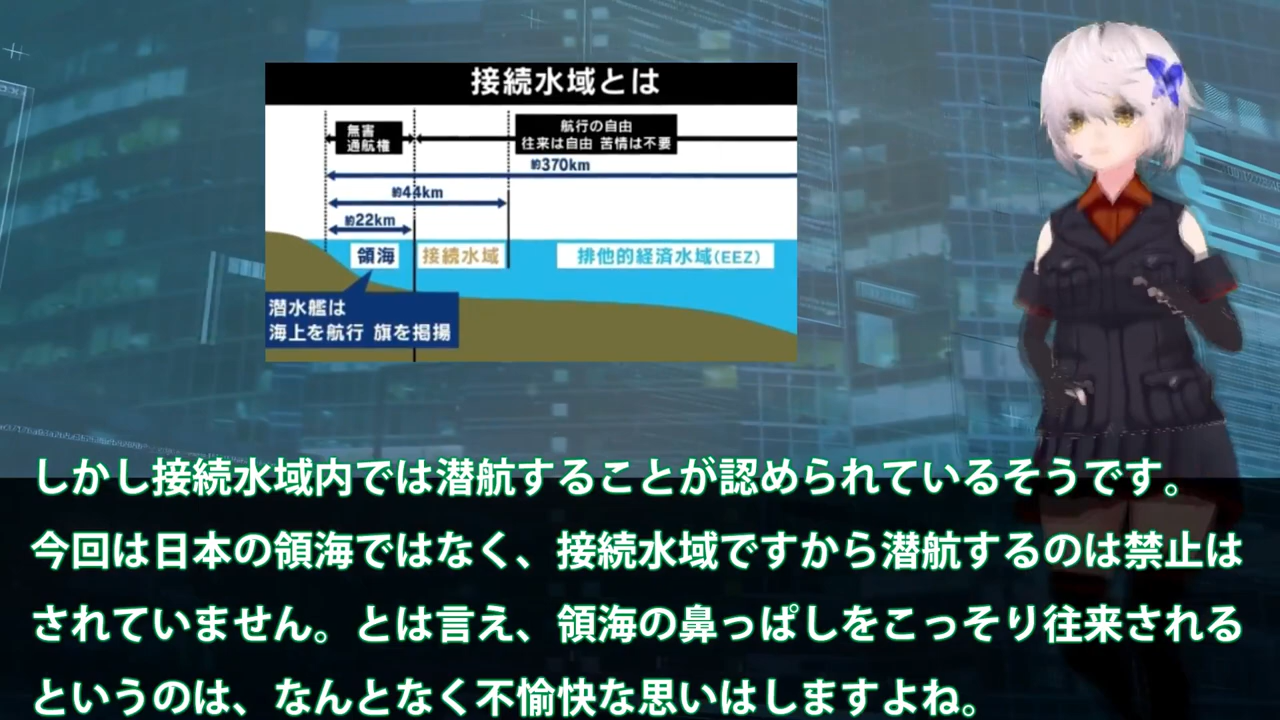 接続水域とは
無害
通航権
航行の自由
往来は自由 苦情は不要
約370km
約44km
約22km
領海
接続水域
排他的経済水域(EEZ)
潜水艦は
海上を航行 旗を掲揚
しかし接続水域内では潜航することが認められているそうです。
今回は日本の領海ではなく、接続水域ですから潜航するのは禁止は
されていません。とは言え、領海の鼻っぱしをこっそり往来される
というのは、なんとなく不愉快な思いはしますよね。